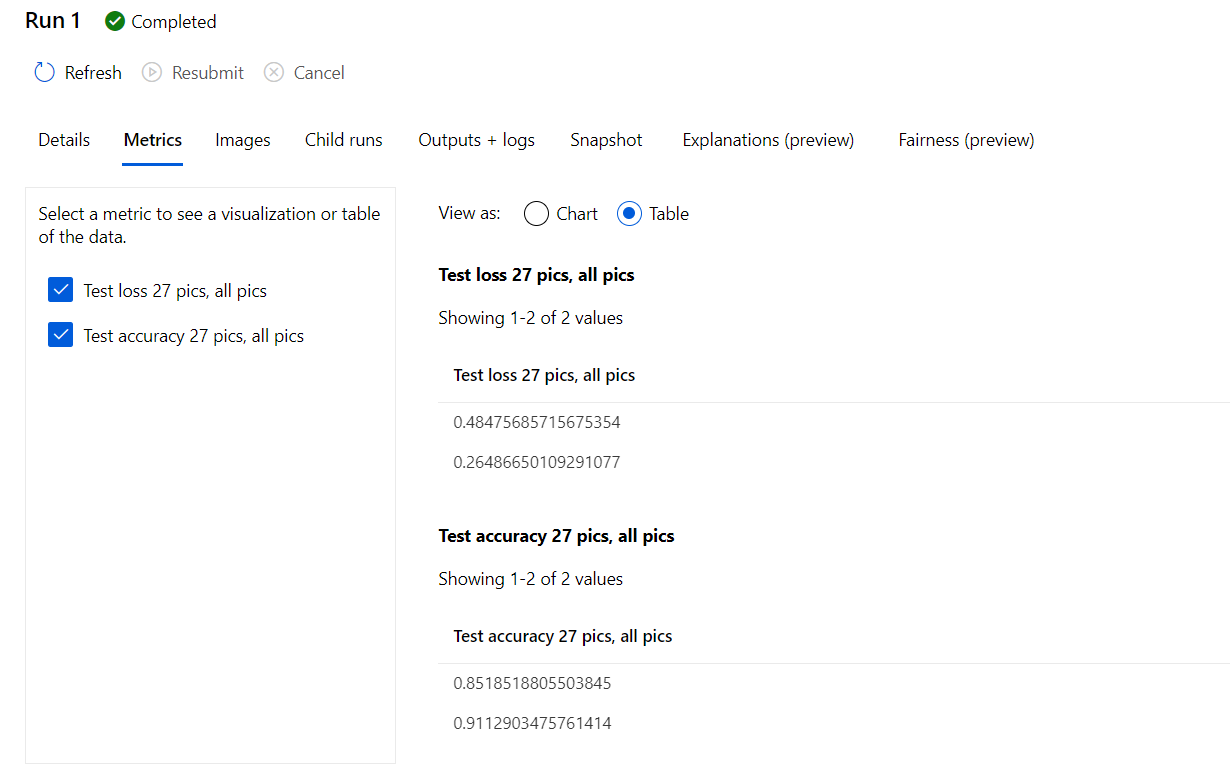 Run 1 Completed
Refresh Resubmit Cancel
Details Metrics Images Child runs Outputs + logs Snapshot Explanations (preview) Fairness (preview)
Select a metric to see a visualization or table
of the data.
Test loss 27 pics, all pics
Test accuracy 27 pics, all pics
View as: Chart Table
Test loss 27 pics, all pics
Showing 1-2 of 2 values
Test loss 27 pics, all pics
0.48475685715675354
0.26486650109291077
Test accuracy 27 pics, all pics
Showing 1-2 of 2 values
Test accuracy 27 pics, all pics
0.8518518805503845
0.9112903475761414